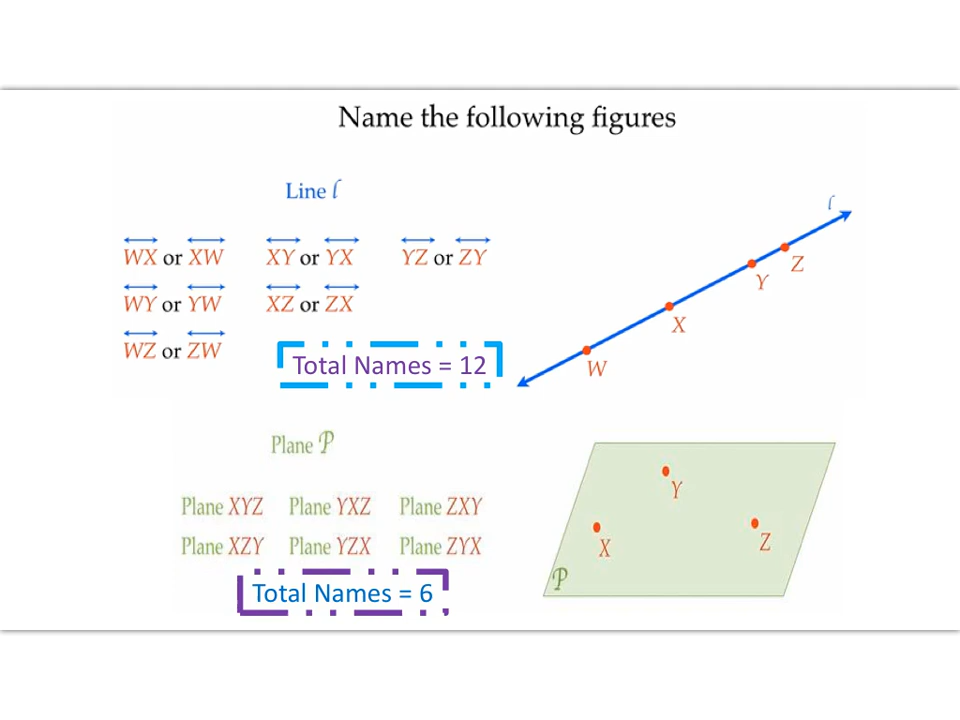 Name the following figures
Line l
WX or XW XY or YX YZ or ZY
WY or YW XZ or ZX
WZ or ZW
Total Names = 12
l
Z
Y
X
W
Plane P
Plane XYZ Plane YXZ Plane ZXY
Plane XZY Plane YZX Plane ZYX
Total Names = 6
Y
X
Z
P